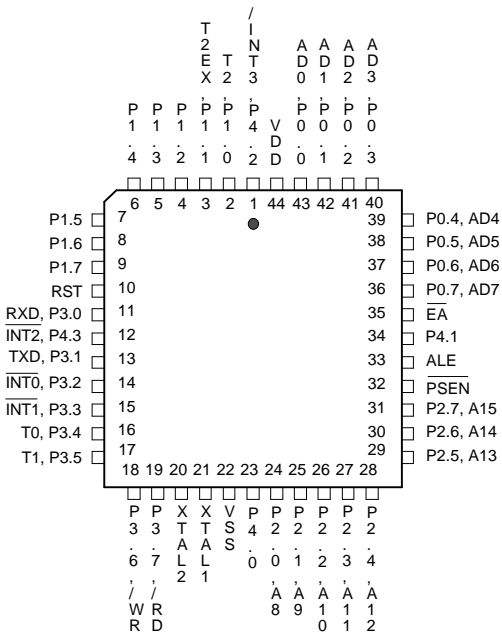 T2EX,P1.1
T2,P1.0
/INT3,P4.2
VDD
AD0,P0.0
AD1,P0.1
AD2,P0.2
AD3,P0.3
P1.4
P1.3
P1.2
6 5 4 3 2 1 44 43 42 41 40
P1.5 7
P1.6 8
P1.7 9
RST 10
RXD, P3.0 11
INT2, P4.3 12
TXD, P3.1 13
INT0, P3.2 14
INT1, P3.3 15
T0, P3.4 16
T1, P3.5 17
39 P0.4, AD4
38 P0.5, AD5
37 P0.6, AD6
36 P0.7, AD7
35 EA
34 P4.1
33 ALE
32 PSEN
31 P2.7, A15
30 P2.6, A14
29 P2.5, A13
18 19 20 21 22 23 24 25 26 27 28
P3.6,/WR
P3.7,/RD
XTAL2
XTAL1
VSS
P4.0
P2.0,A8
P2.1,A9
P2.2,A10
P2.3,A11
P2.4,A12